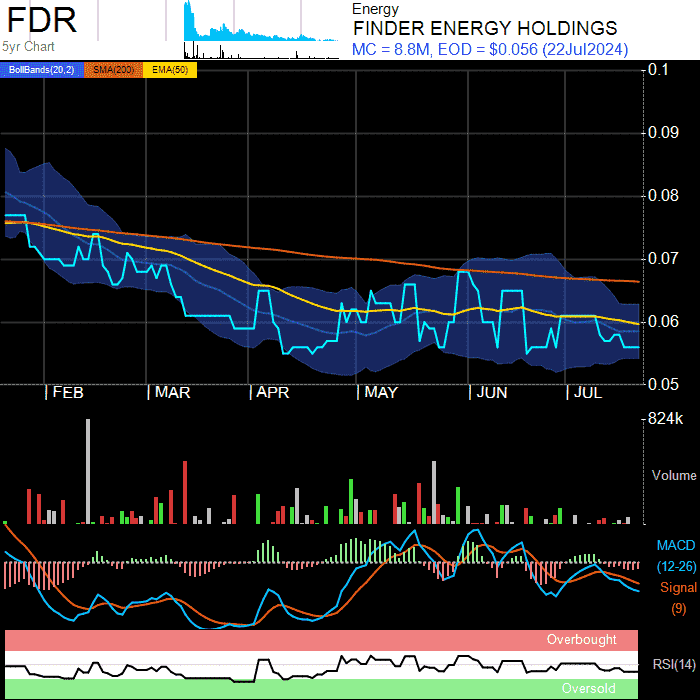 FDR
5yr Chart
Energy
FINDER ENERGY HOLDINGS
MC = 8.8M, EOD = $0.056 (22Jul2024)
BollBands(20,2) SMA(200) EMA(50)
0.1
0.09
0.08
0.07
0.06
0.05
| FEB | MAR | APR | MAY | JUN | JUL
824k
Volume
MACD
(12-26)
Signal
(9)
Overbought
RSI(14)
Oversold